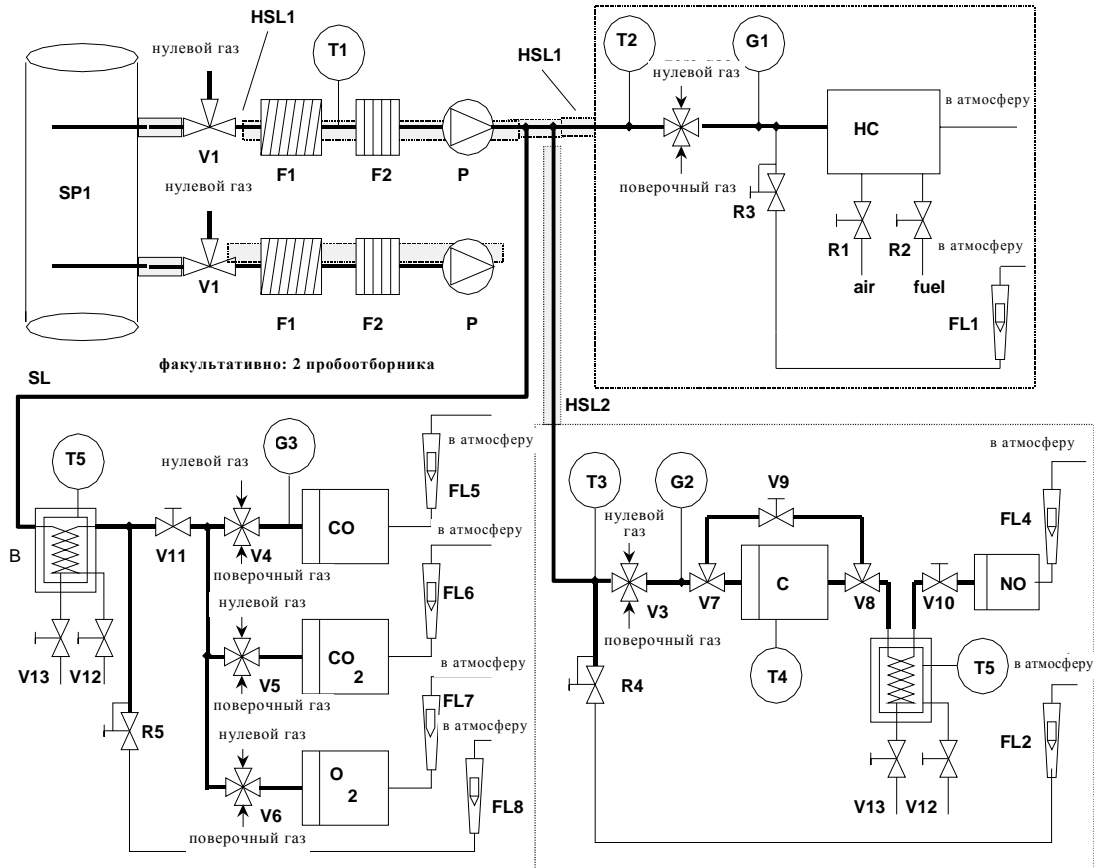 HSL1
нулевой газ
T1
HSL1
T2
G1
нулевой газ
в атмосферу
HC
V1
F1
F2
P
SP1
поверочный газ
R3
нулевой газ
R1
R2
в атмосферу
air
fuel
V1
F1
F2
P
FL1
факультативно: 2 пробоотборника
SL
HSL2
в атмосферу
G3
T5
нулевой газ
FL5
CO
в атмосферу
B
V11
V4
поверочный газ
нулевой газ
FL6
CO
2
V5
в атмосферу
V13
V12
поверочный газ
FL7
R5
нулевой газ
в атмосферу
O
2
V6
FL8
поверочный газ
в атмосферу
T3
G2
V9
нулевой
газ
FL4
C
NO
V3
V7
V8
V10
поверочный газ
R4
T4
T5
в атмосферу
FL2
V13
V12